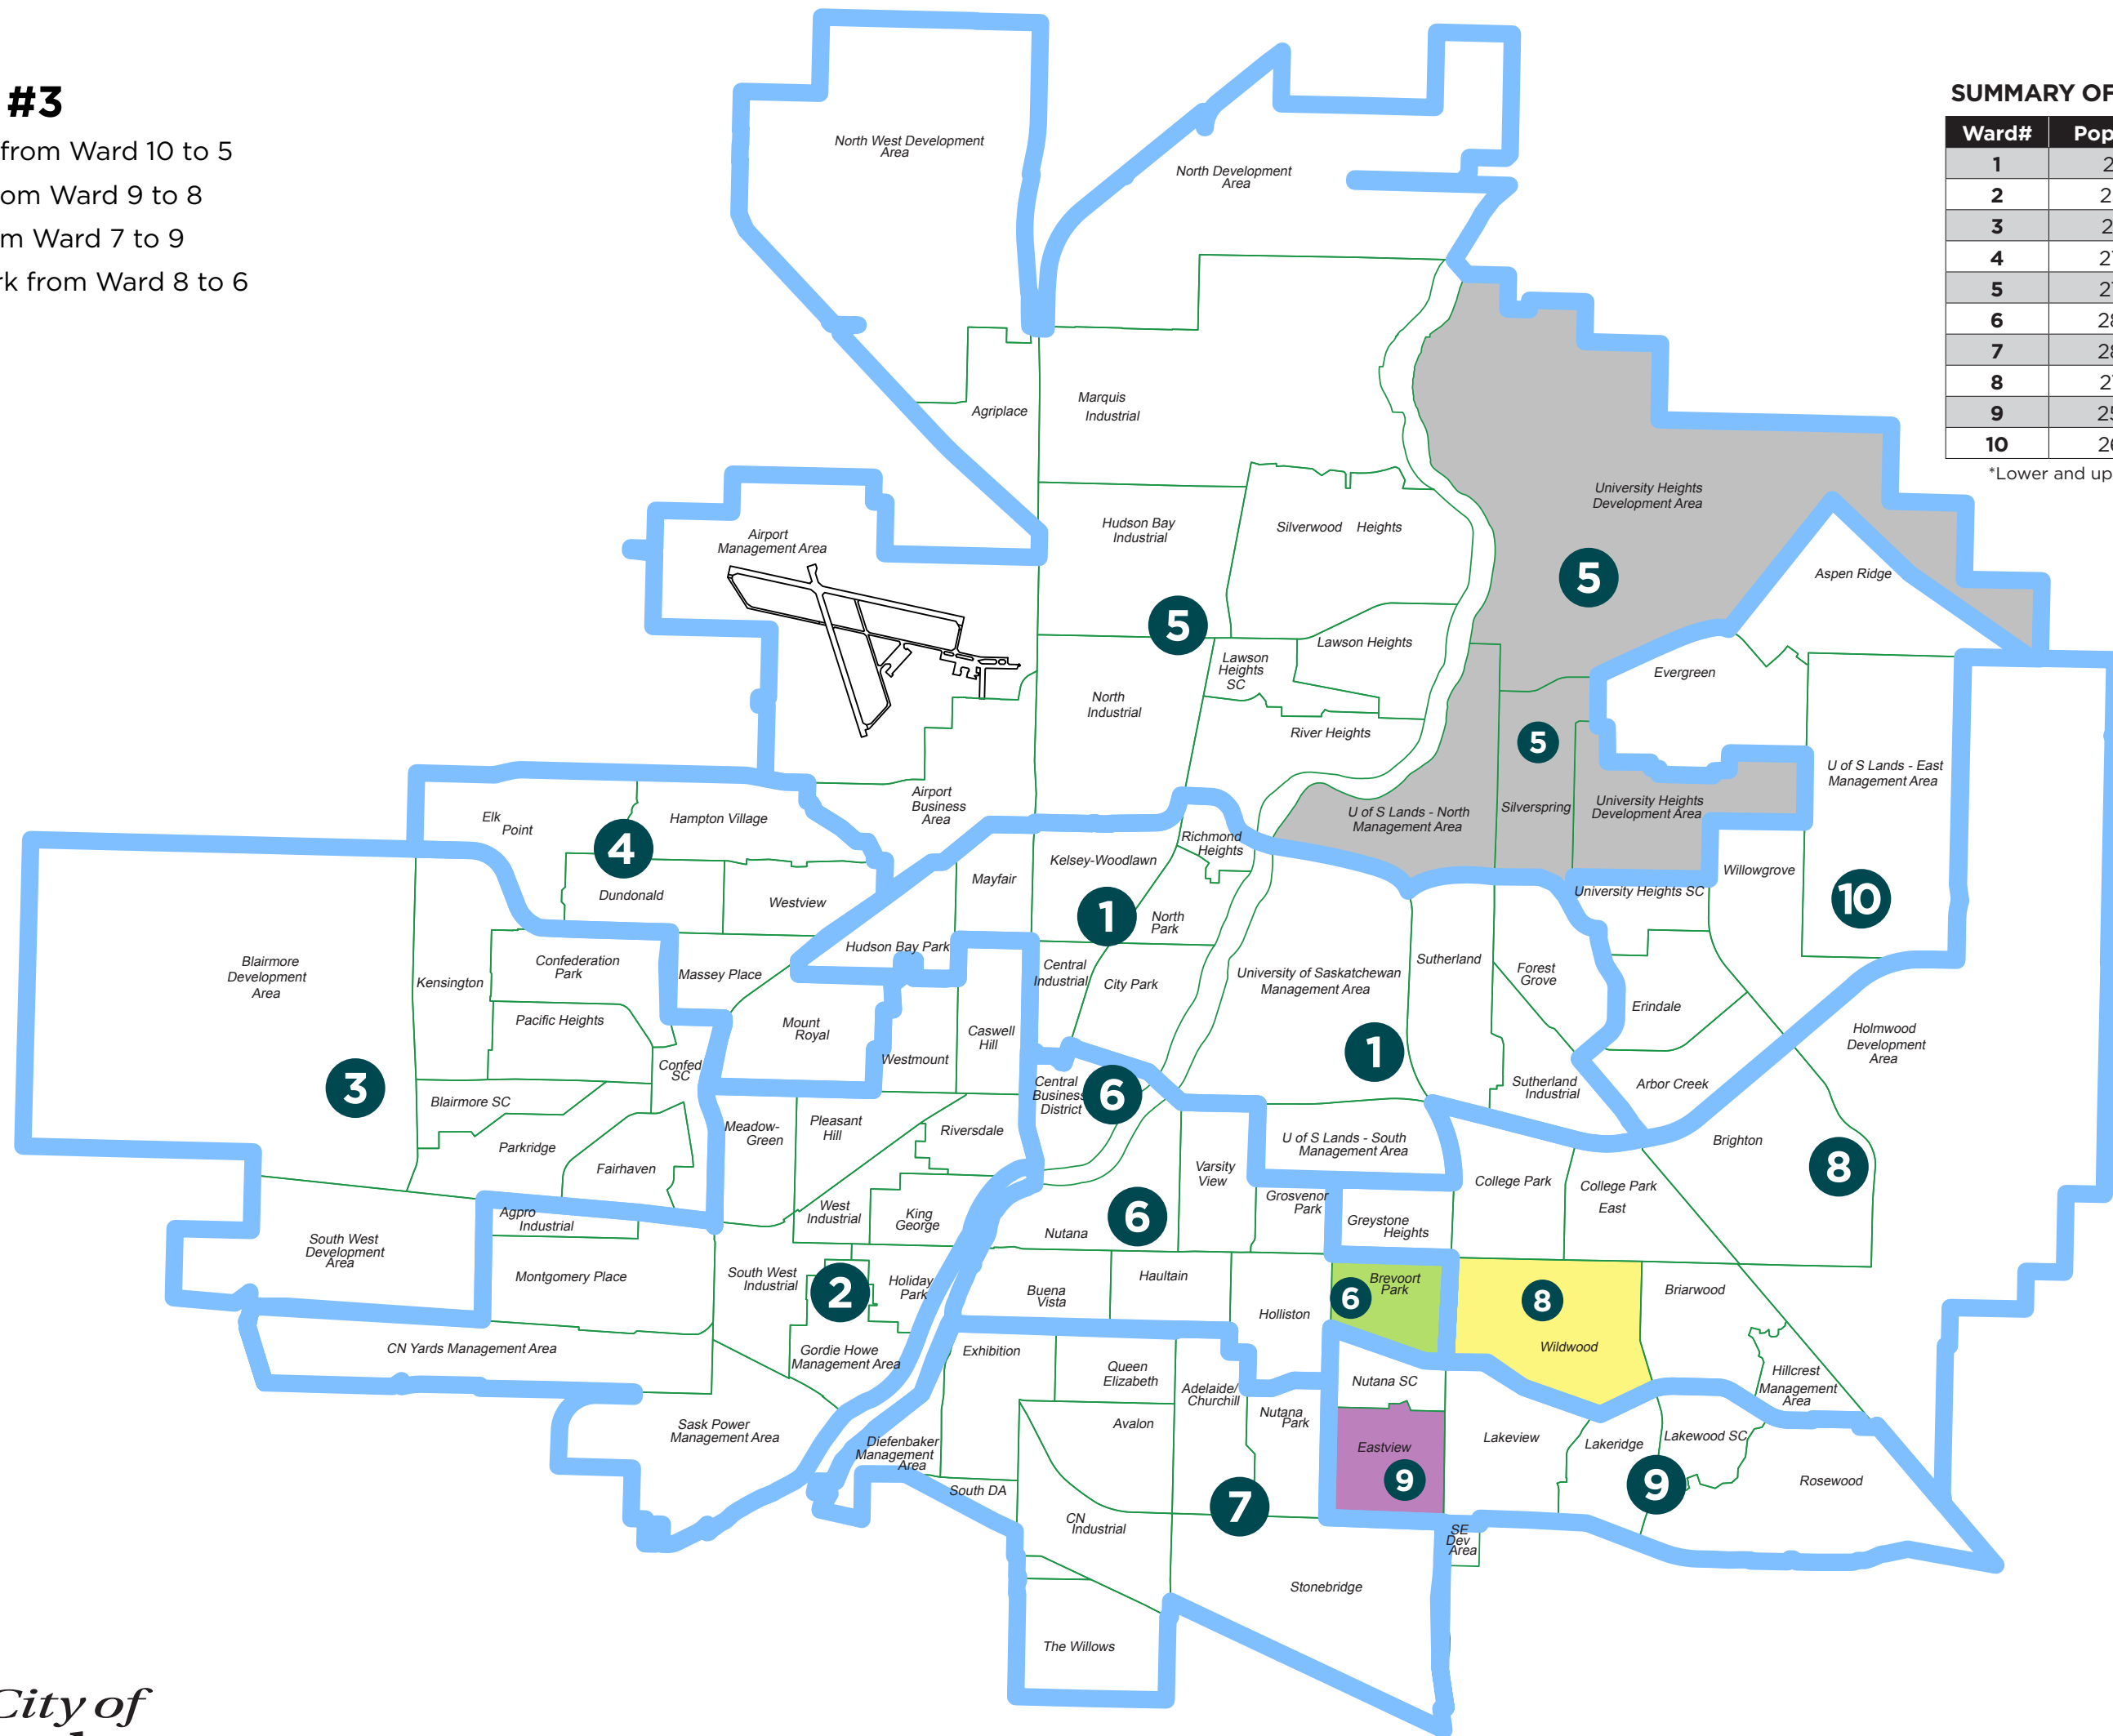 #3
from Ward 10 to 5
om Ward 9 to 8
m Ward 7 to 9
rk from Ward 8 to 6
SUMMARY OF
Ward# Pop
1 2
2 2
3 2
4 2
5 2
6 28
7 28
8 2
9 25
10 26
*Lower and up
North West Development
Area
North Development
Area
Agriplace
Marquis
Industrial
University Heights
Development Area
Hudson Bay
Industrial
Silverwood Heights
Airport
Management Area
5
Aspen Ridge
5
Lawson Heights
Lawson
Heights
SC
Evergreen
North
Industrial
River Heights
5
U of S Lands - East
Management Area
Airport
Business
Area
Elk
Point
Hampton Village
4
U of S Lands - North
Management Area
Silverspring
University Heights
Development Area
Richmond
Heights
Kelsey-Woodlawn
Mayfair
Willowgrove
Dundonald
Westview
University Heights SC
10
1
North
Park
Hudson Bay Park
Blairmore
Development
Area
Kensington
Confederation
Park
Massey Place
Central
Industrial
City Park
University of Saskatchewan
Management Area
Sutherland
Forest
Grove
Erindale
Pacific Heights
Mount
Royal
Caswell
Hill
Westmount
Holmwood
Development
Area
1
Confed
SC
3
Blairmore SC
Central
Business
District
6
Sutherland
Industrial
Arbor Creek
Meadow-
Green
Pleasant
Hill
Riversdale
Parkridge
Fairhaven
U of S Lands - South
Management Area
Brighton
8
Varsity
View
College Park
College Park
East
Grosvenor
Park
Agpro
Industrial
West
Industrial
King
George
6
Nutana
Greystone
Heights
South West
Development
Area
Montgomery Place
South West
Industrial
2
Holiday
Park
Buena
Vista
Haultain
Holliston
6
Brevoort
Park
8
Wildwood
Briarwood
CN Yards Management Area
Gordie Howe
Management Area
Exhibition
Queen
Elizabeth
Adelaide/
Churchill
Nutana SC
Hillcrest
Management
Area
Sask Power
Management Area
Avalon
Nutana
Park
Diefenbaker
Management
Area
Eastview
9
Lakeview
Lakeridge
Lakewood SC
9
Rosewood
South DA
7
CN
Industrial
SE
Dev
Area
Stonebridge
The Willows
City of